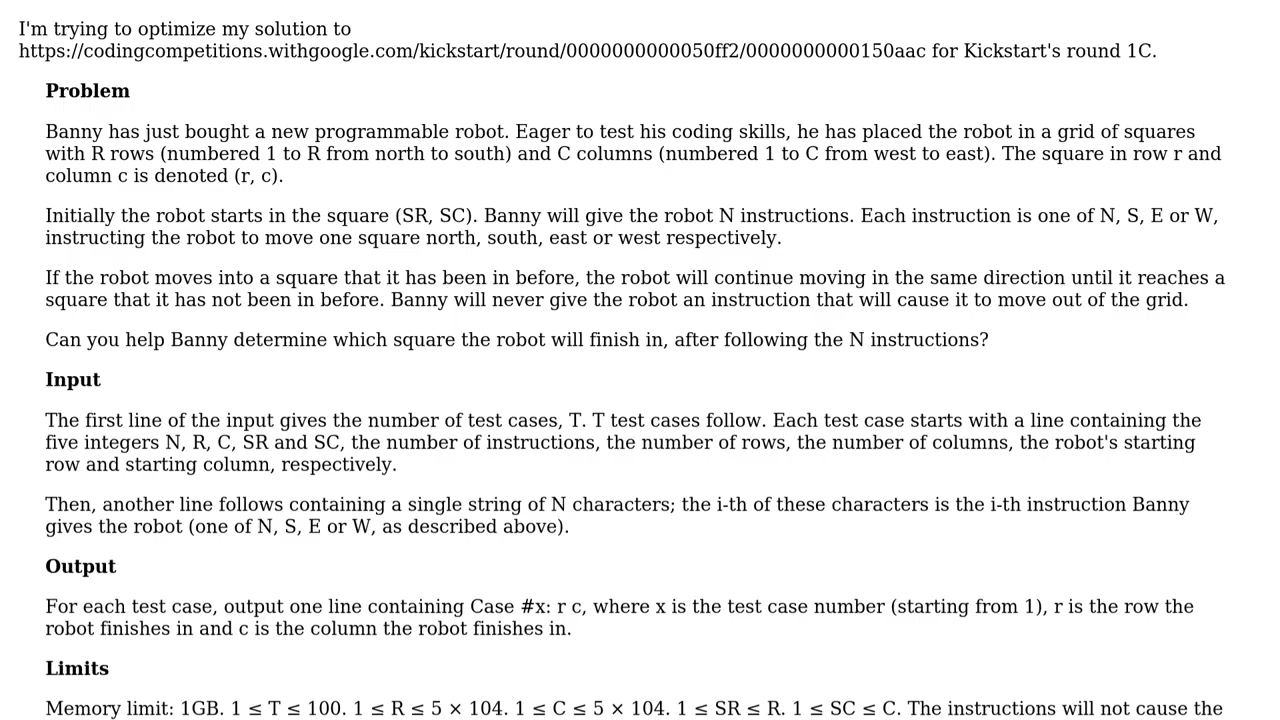 I'm trying to optimize my solution to
https://codingcompetitions.withgoogle.com/kickstart/round/0000000000050ff2/0000000000150aac for Kickstart's round 1C.
Problem
Banny has just bought a new programmable robot. Eager to test his coding skills, he has placed the robot in a grid of squares
with R rows (numbered 1 to R from north to south) and C columns (numbered 1 to C from west to east). The square in row r and
column c is denoted (r, c).
Initially the robot starts in the square (SR, SC). Banny will give the robot N instructions. Each instruction is one of N, S, E or W,
instructing the robot to move one square north, south, east or west respectively.
If the robot moves into a square that it has been in before, the robot will continue moving in the same direction until it reaches a
square that it has not been in before. Banny will never give the robot an instruction that will cause it to move out of the grid.
Can you help Banny determine which square the robot will finish in, after following the N instructions?
Input
The first line of the input gives the number of test cases, T. T test cases follow. Each test case starts with a line containing the
five integers N, R, C, SR and SC, the number of instructions, the number of rows, the number of columns, the robot's starting
row and starting column, respectively.
Then, another line follows containing a single string of N characters; the i-th of these characters is the i-th instruction Banny
gives the robot (one of N, S, E or W, as described above).
Output
For each test case, output one line containing Case #x: r c, where x is the test case number (starting from 1), r is the row the
robot finishes in and c is the column the robot finishes in.
Limits
Memory limit: 1GB. 1 ≤ T ≤ 100. 1 ≤ R ≤ 5 × 104. 1 ≤ C ≤ 5 × 104. 1 ≤ SR ≤ R. 1 ≤ SC ≤ C. The instructions will not cause the